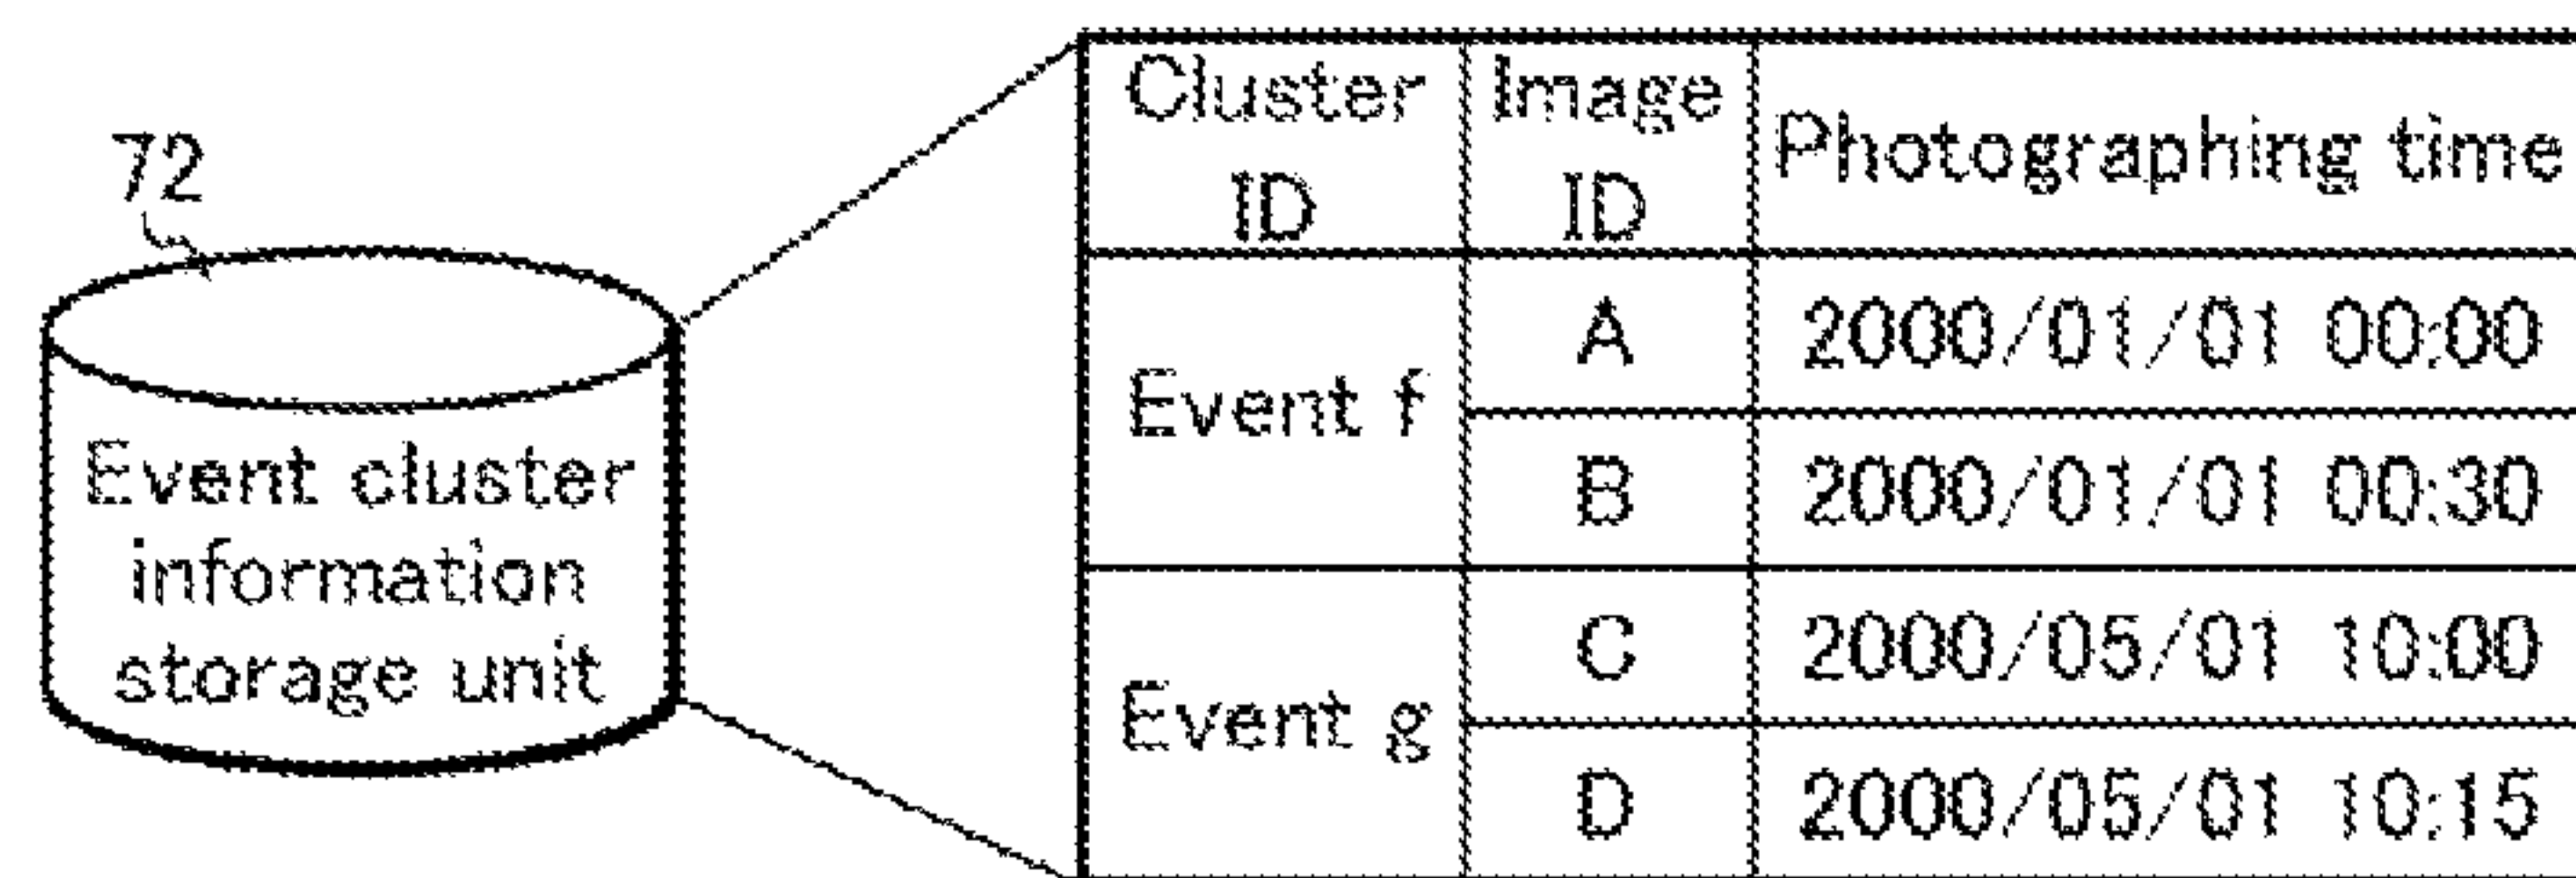 72
Event cluster
information
storage unit
Cluster ID Image ID Photographing time
Event f A 2000/01/01 00:00
B 2000/01/01 00:30
Event g C 2000/05/01 10:00
D 2000/05/01 10:15